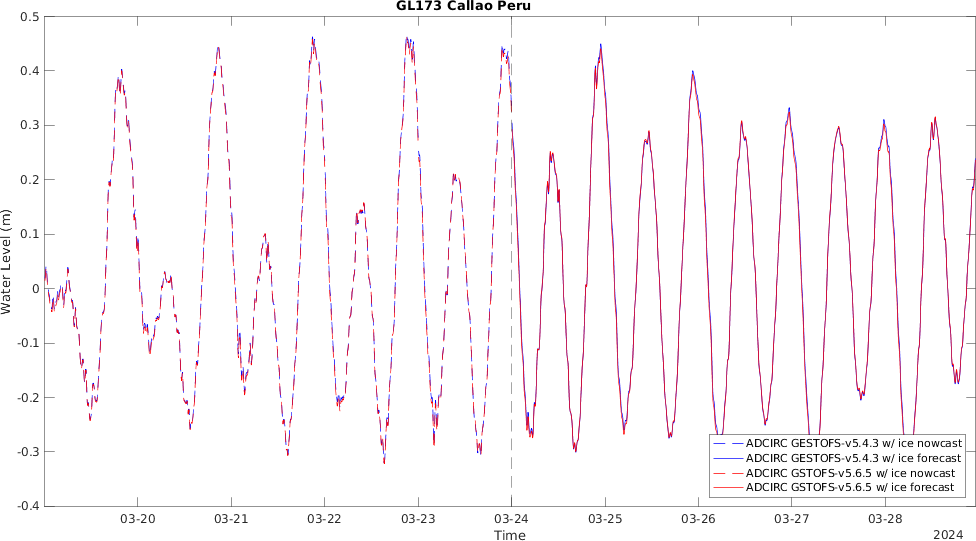 GL173 Callao Peru
0.5
0.4
0.3
0.2
0.1
0
-0.1
-0.2
-0.3
-0.4
Water Level (m)
ADCIRC GESTOFS-v5.4.3 w/ ice nowcast
ADCIRC GESTOFS-v5.4.3 w/ ice forecast
ADCIRC GSTOFS-v5.6.5 w/ ice nowcast
ADCIRC GSTOFS-v5.6.5 w/ ice forecast
03-20 03-21 03-22 03-23 03-24 03-25 03-26 03-27 03-28
Time
2024